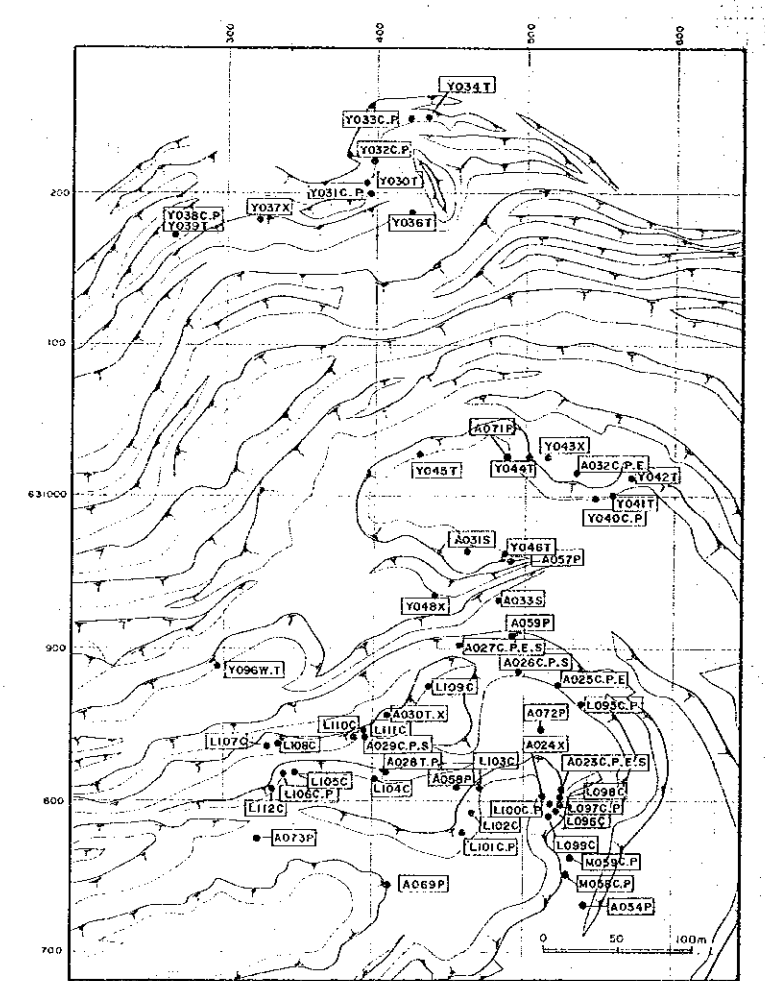 300
400
500
600
Y034T
Y033C.P
Y032C.P
Y030T
200
Y031C.P
Y038C.P
Y037X
Y036T
Y039T
100
A071P
Y043X
Y045T
Y044T
A032C.P.E
Y042T
631000
Y041T
Y040C.P
A031S
Y046T
A057P
Y048X
A033S
A059P
900
A027C.P.E.S
A026C.P.S
Y096W.T
A025C.P.E
L109C
L093C.P
A030T.X
A072P
L110C
L111C
L107C
L108C
A029C.P.S
A024X
A028T.P
L103C
A023C.P.E.S
L105C
A058P
L106C.P
L104C
L098C
800
L112C
L100C.P
L097C.P
L102C
L096C
A073P
L101C.P
L099C
M059C.P
A069P
M058C.P
A054P
700
0 50 100m